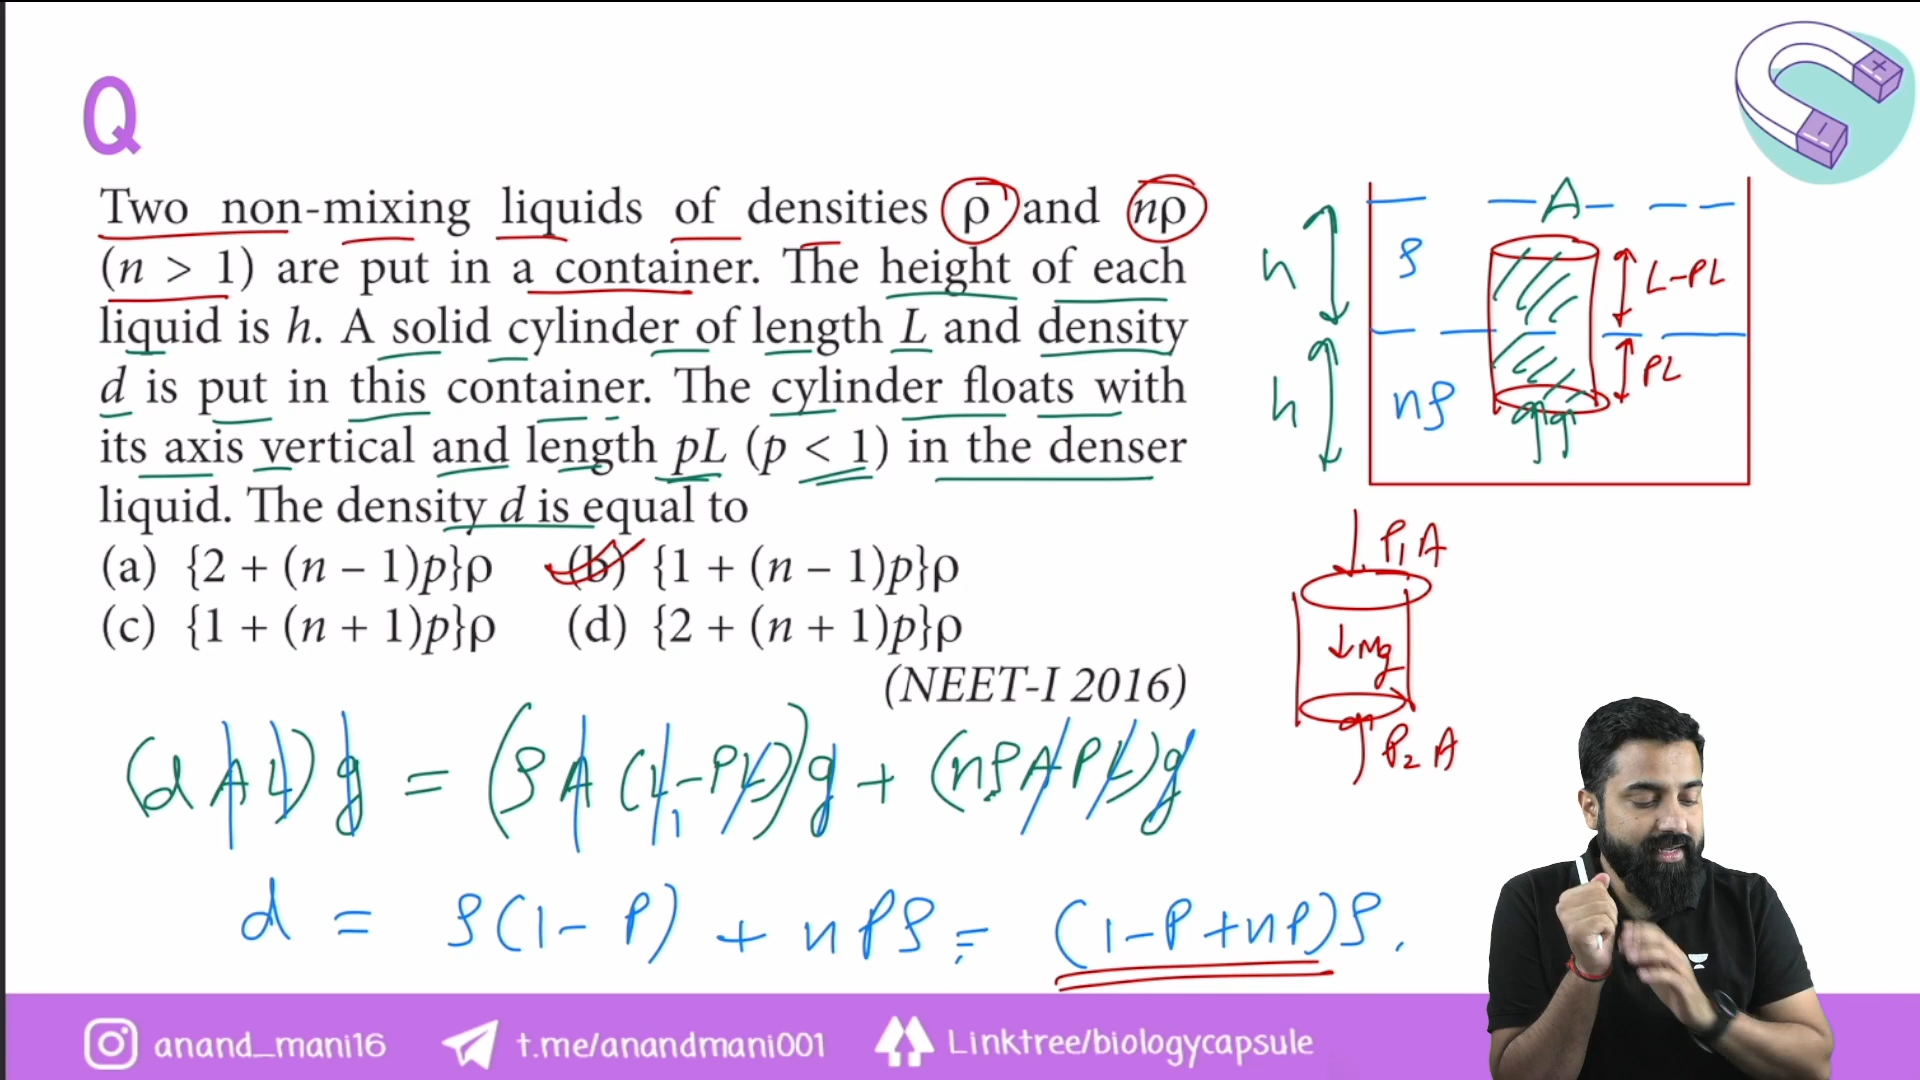 Q
Two non-mixing liquids of densities ρ and nρ
(n > 1) are put in a container. The height of each
liquid is h. A solid cylinder of length L and density
d is put in this container. The cylinder floats with
its axis vertical and length pL (p < 1) in the denser
liquid. The density d is equal to
(a) {2 + (n – 1)p}ρ (b) {1 + (n – 1)p}ρ
(c) {1 + (n + 1)p}ρ (d) {2 + (n + 1)p}ρ
(NEET-I 2016)
(dAL)g = (ρA(L-PL))g + (nρAPL)g
1
d = ρ(1-P) + nPρ = (1-P+nP)ρ.
A
h
ρ
L-PL
h
nρ
PL
P₁A
↓Mg
P₂A
+
-
anand_mani16
t.me/anandmani001
Linktree/biologycapsule